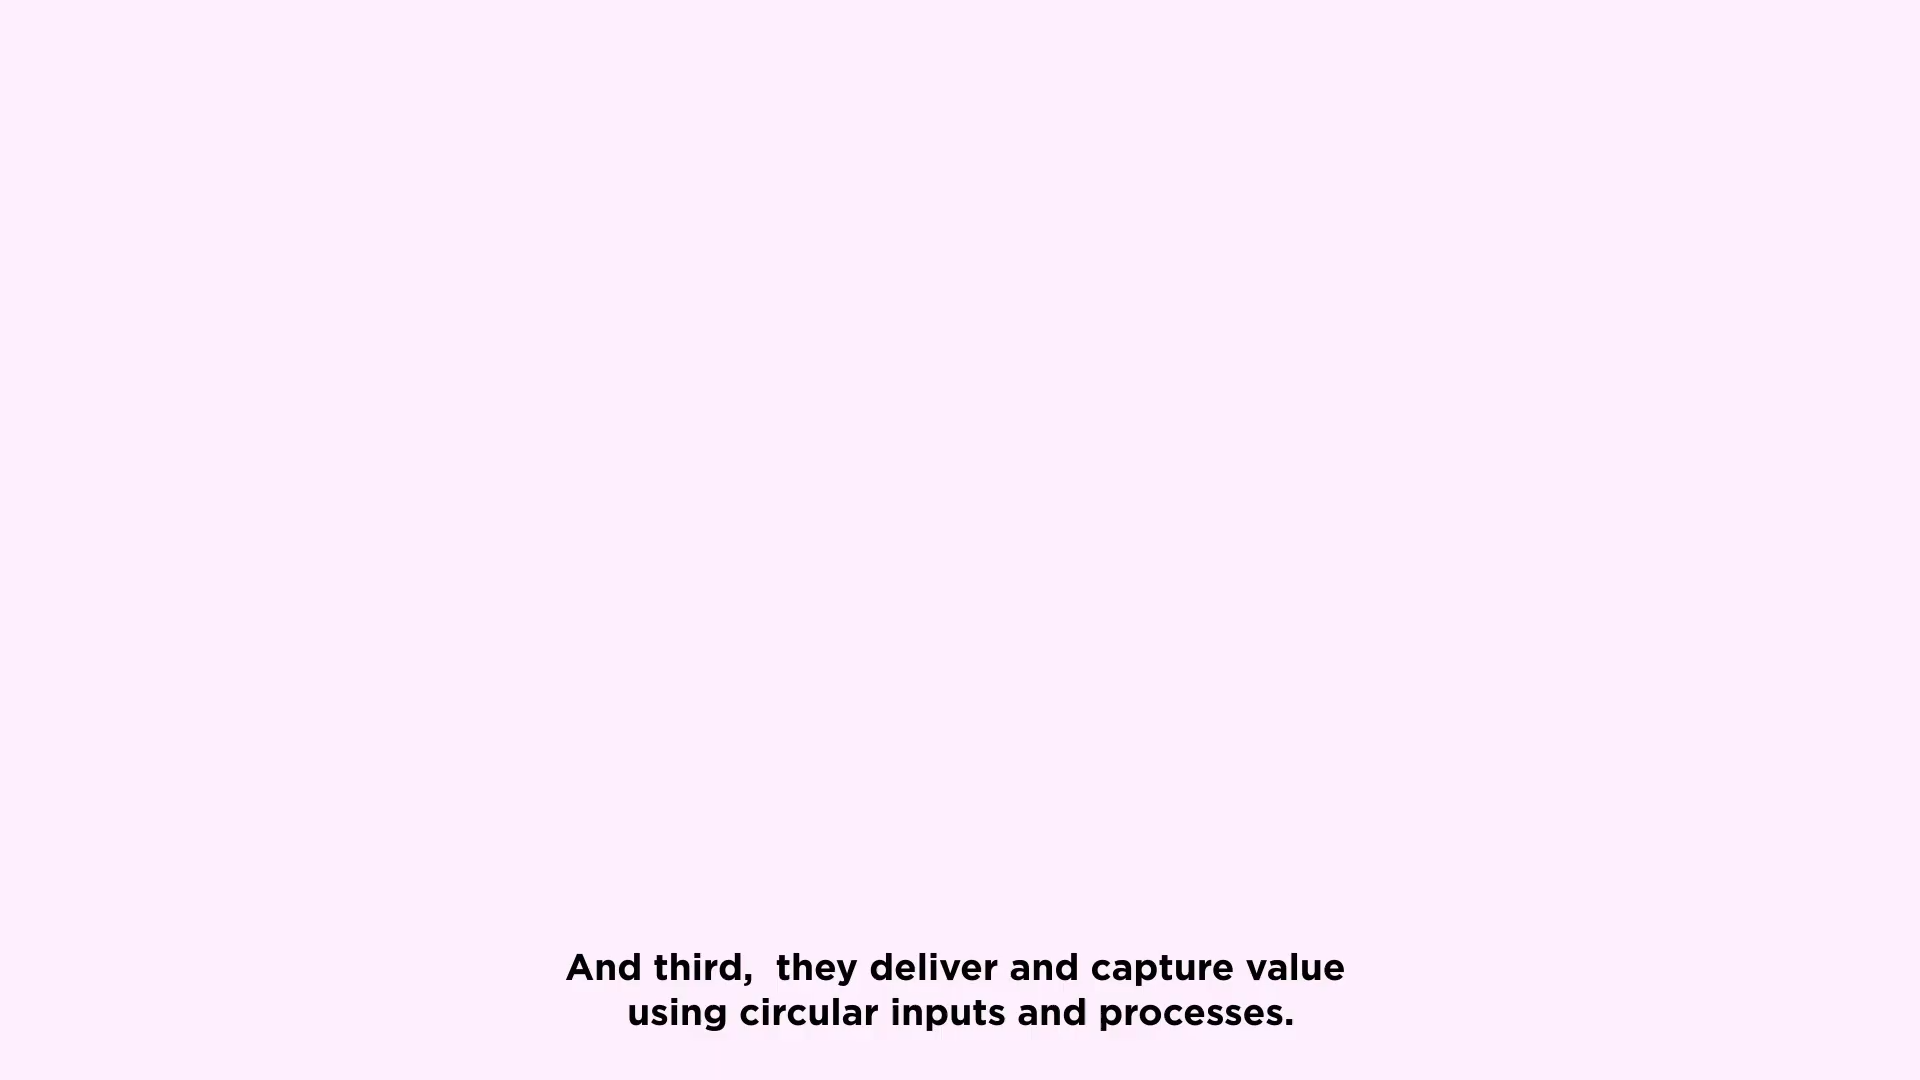 And third,  they deliver and capture value
using circular inputs and processes.